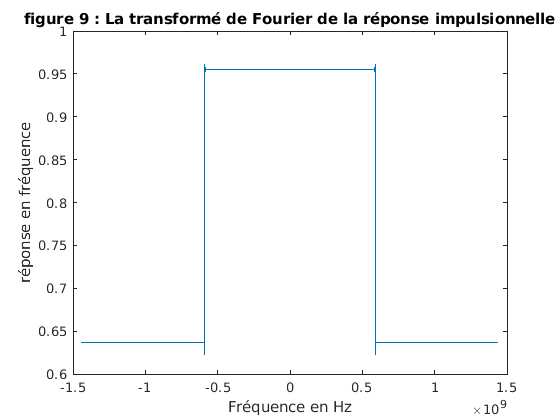 figure 9 : La transformé de Fourier de la réponse impulsionnelle
1
0.95
0.9
0.85
0.8
0.75
0.7
0.65
0.6
réponse en fréquence
-1.5 -1 -0.5 0 0.5 1 1.5
Fréquence en Hz
×10⁹